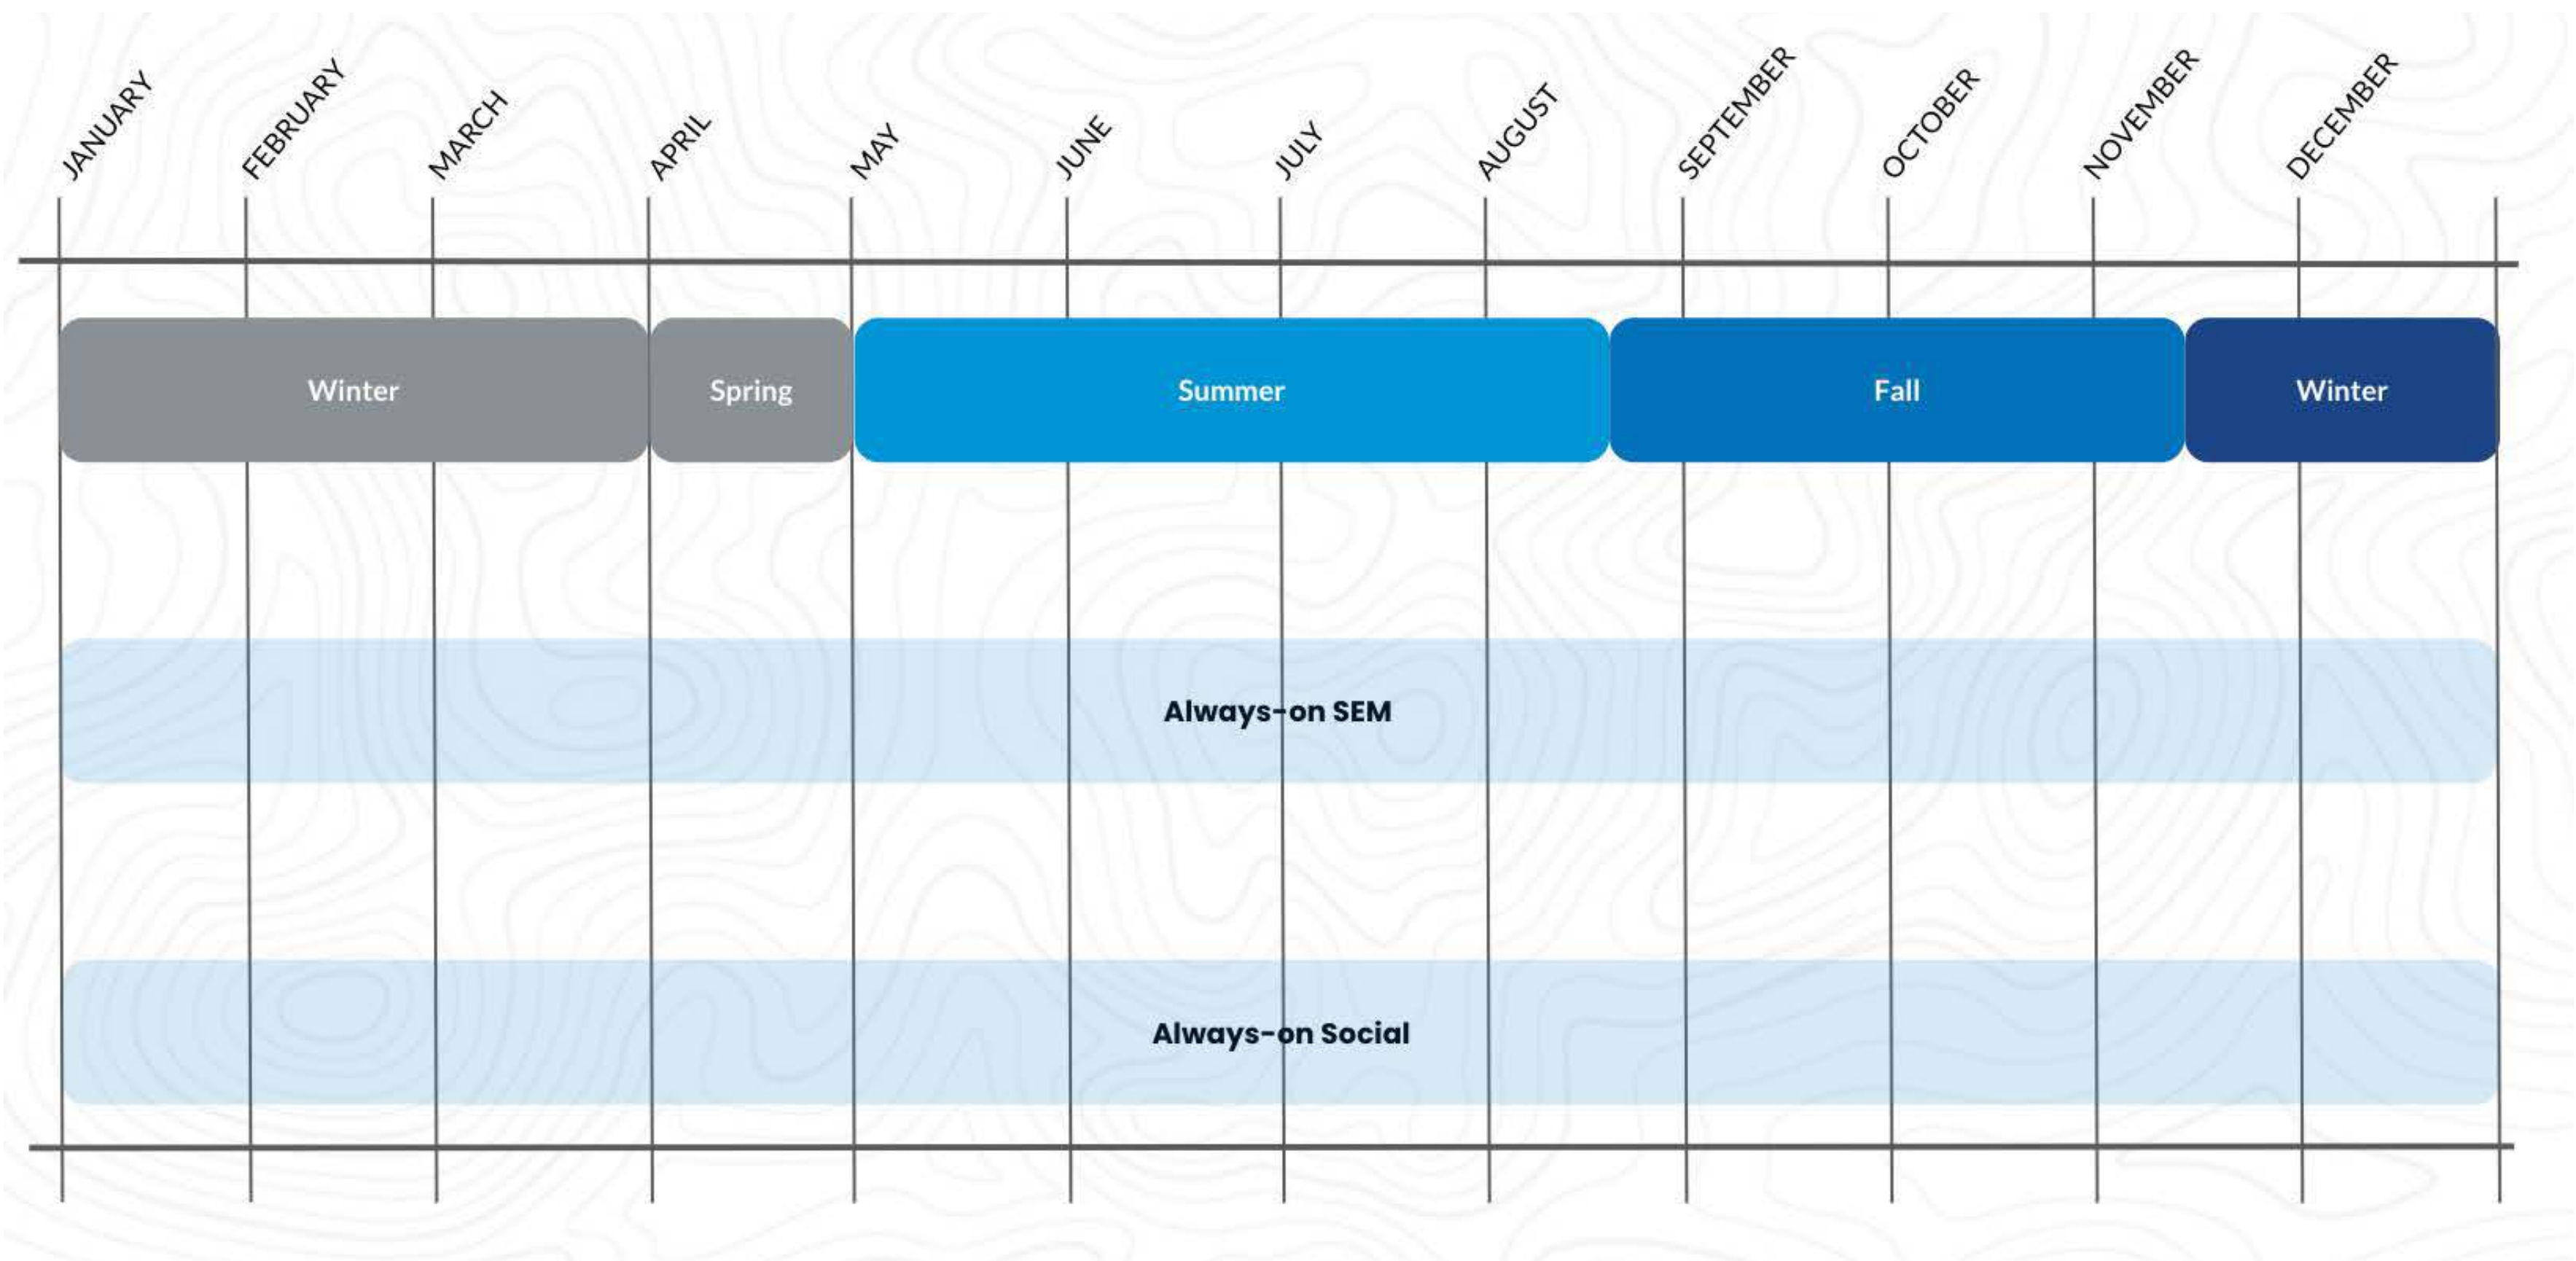 JANUARY
FEBRUARY
MARCH
APRIL
MAY
JUNE
JULY
AUGUST
SEPTEMBER
OCTOBER
NOVEMBER
DECEMBER
Winter
Spring
Summer
Fall
Winter
Always-on SEM
Always-on Social